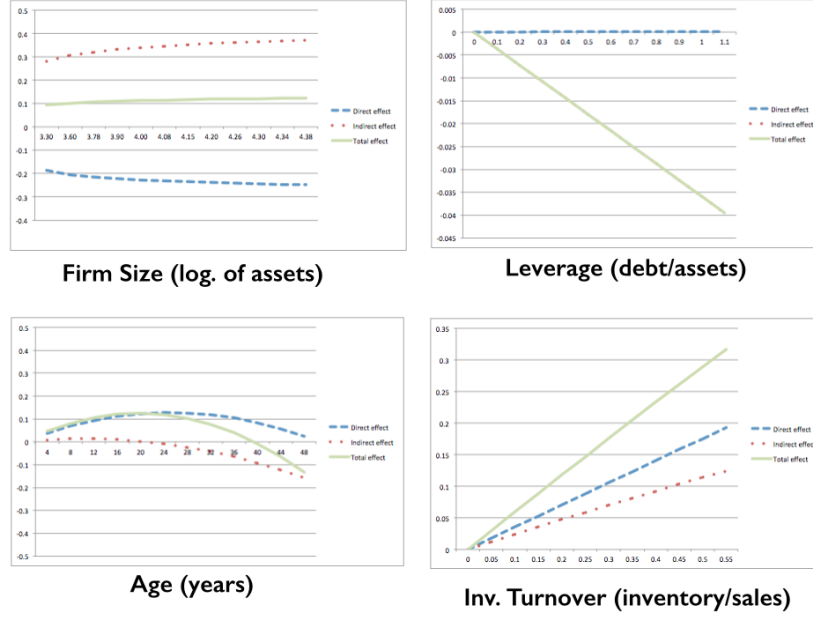 0.5
0.4
0.3
0.2
0.1
0
-0.1
-0.2
-0.3
-0.4
3.30 3.60 3.78 3.90 4.00 4.08 4.15 4.20 4.26 4.30 4.34 4.38
Direct effect
Indirect effect
Total effect
Firm Size (log. of assets)
0.005
0
-0.005
-0.01
-0.015
-0.02
-0.025
-0.03
-0.035
-0.04
-0.045
0 0.1 0.2 0.3 0.4 0.5 0.6 0.7 0.8 0.9 1 1.1
Direct effect
Indirect effect
Total effect
Leverage (debt/assets)
0.5
0.4
0.3
0.2
0.1
0
-0.1
-0.2
-0.3
-0.4
-0.5
4 8 12 16 20 24 28 32 36 40 44 48
Direct effect
Indirect effect
Total effect
Age (years)
0.35
0.3
0.25
0.2
0.15
0.1
0.05
0
0 0.05 0.1 0.15 0.2 0.25 0.3 0.35 0.4 0.45 0.5 0.55
Direct effect
Indirect effect
Total effect
Inv. Turnover (inventory/sales)